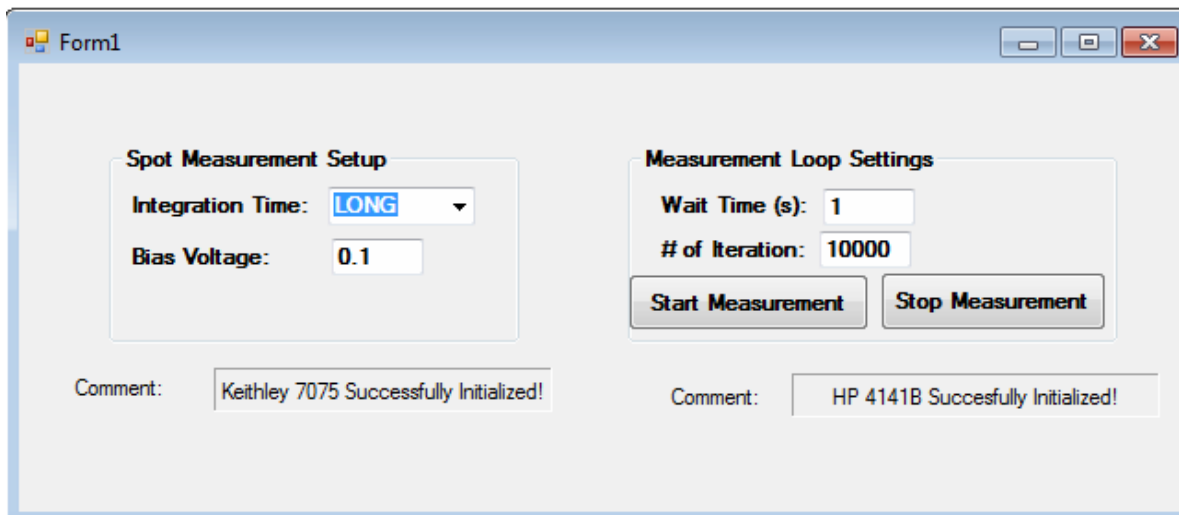 Form1
Spot Measurement Setup
Integration Time: LONG
Bias Voltage: 0.1
Measurement Loop Settings
Wait Time (s): 1
# of Iteration: 10000
Start Measurement Stop Measurement
Comment: Keithley 7075 Successfully Initialized!
Comment: HP 4141B Succesfully Initialized!